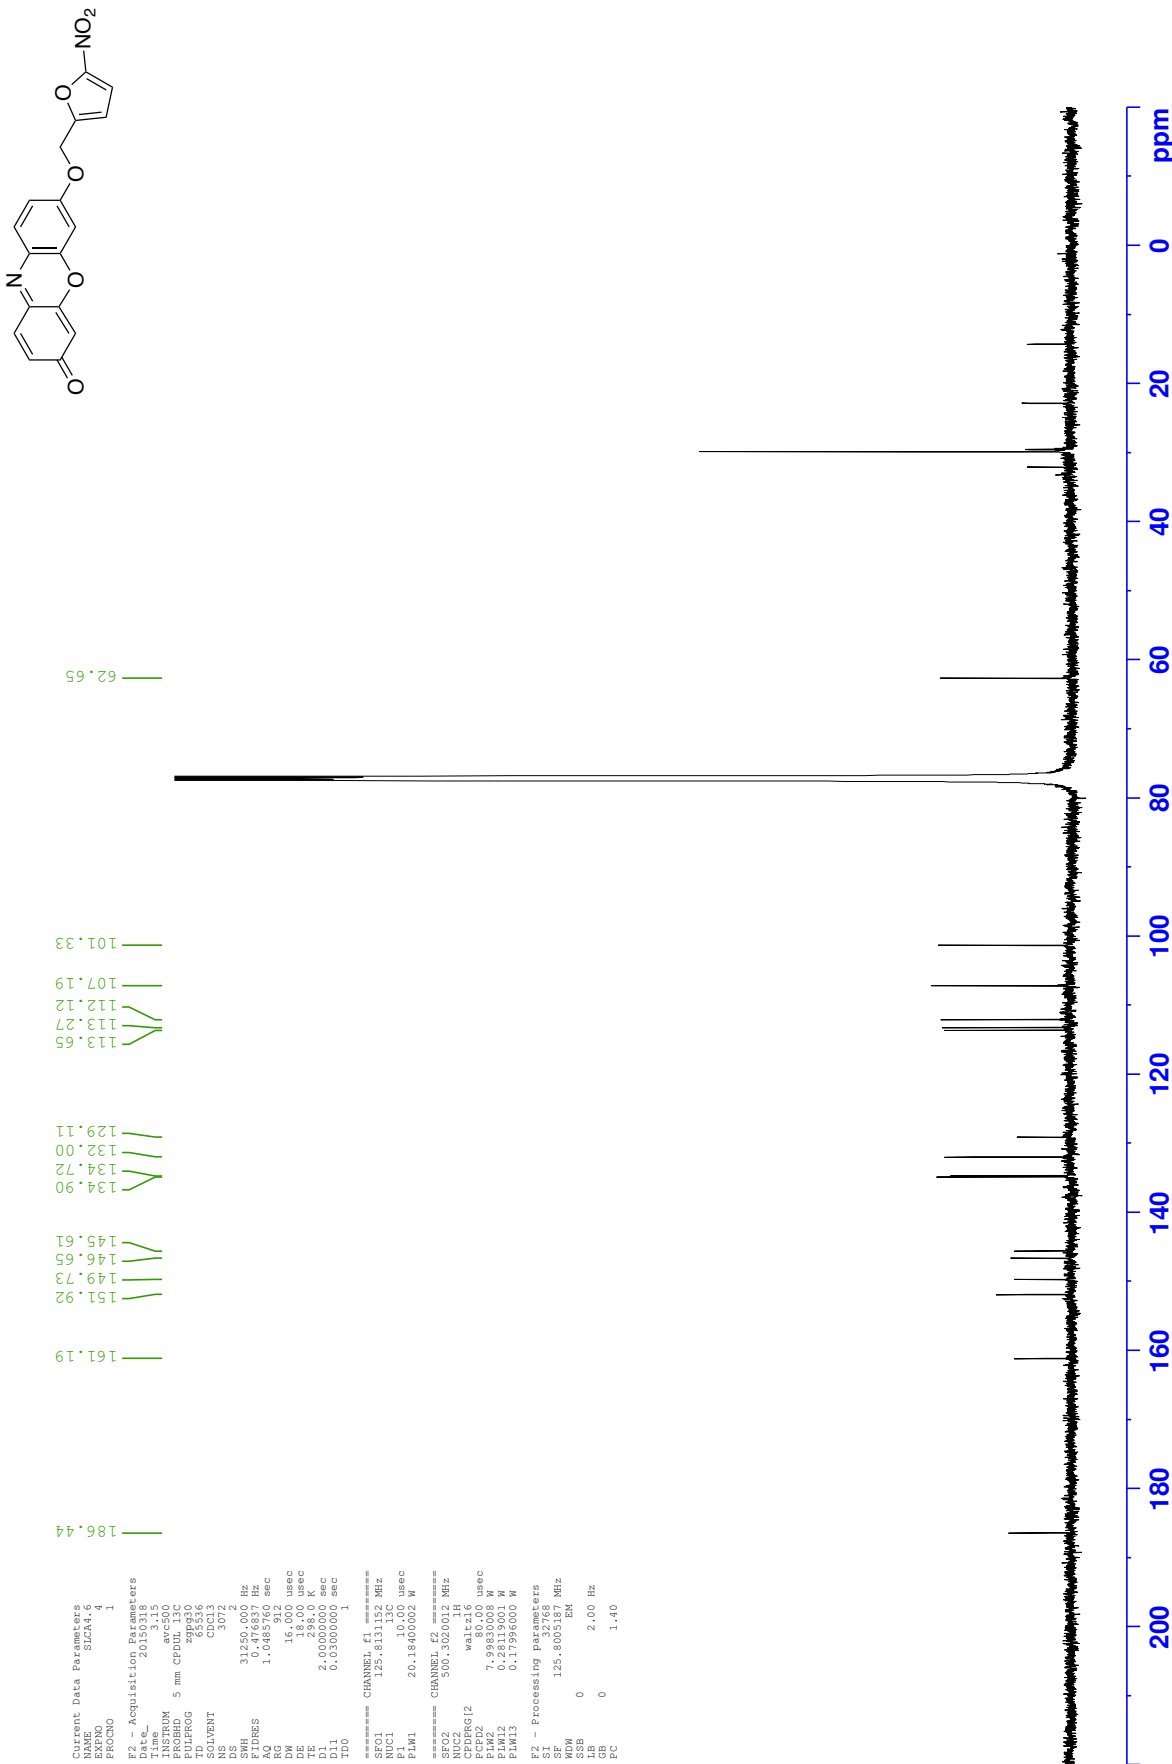 Current Data Parameters
NAME SLCA4.6
EXPNO 4
PROCNO 1
F2 - Acquisition Parameters
Date_ 20150318
Time 3.15
INSTRUM avc500
PROBHD 5 mm CPDUL 13C
PULPROG zgpg30
TD 65536
SOLVENT CDCl3
NS 3072
DS 2
SWH 31250.000 Hz
FIDRES 0.476837 Hz
AQ 1.0485760 sec
RG 912
DW 16.000 usec
DE 18.00 usec
TE 298.0 K
D1 2.00000000 sec
D11 0.03000000 sec
TD0 1
======== CHANNEL f1 ========
SFO1 125.8131152 MHz
NUC1 13C
P1 10.00 usec
PLW1 20.18400002 W
======== CHANNEL f2 ========
SFO2 500.3020012 MHz
NUC2 1H
CPDPRG[2 waltz16
PCPD2 80.00 usec
PLW2 7.99830008 W
PLW12 0.28119001 W
PLW13 0.17996000 W
F2 - Processing parameters
SI 32768
SF 125.8005187 MHz
WDW EM
SSB 0
LB 2.00 Hz
GB 0
PC 1.40
186.44
161.19
151.92
149.73
146.65
145.61
134.90
134.72
132.00
129.11
113.65
113.27
112.12
107.19
101.33
62.65
O
N
O
O
O
NO2
200 180 160 140 120 100 80 60 40 20 0 ppm